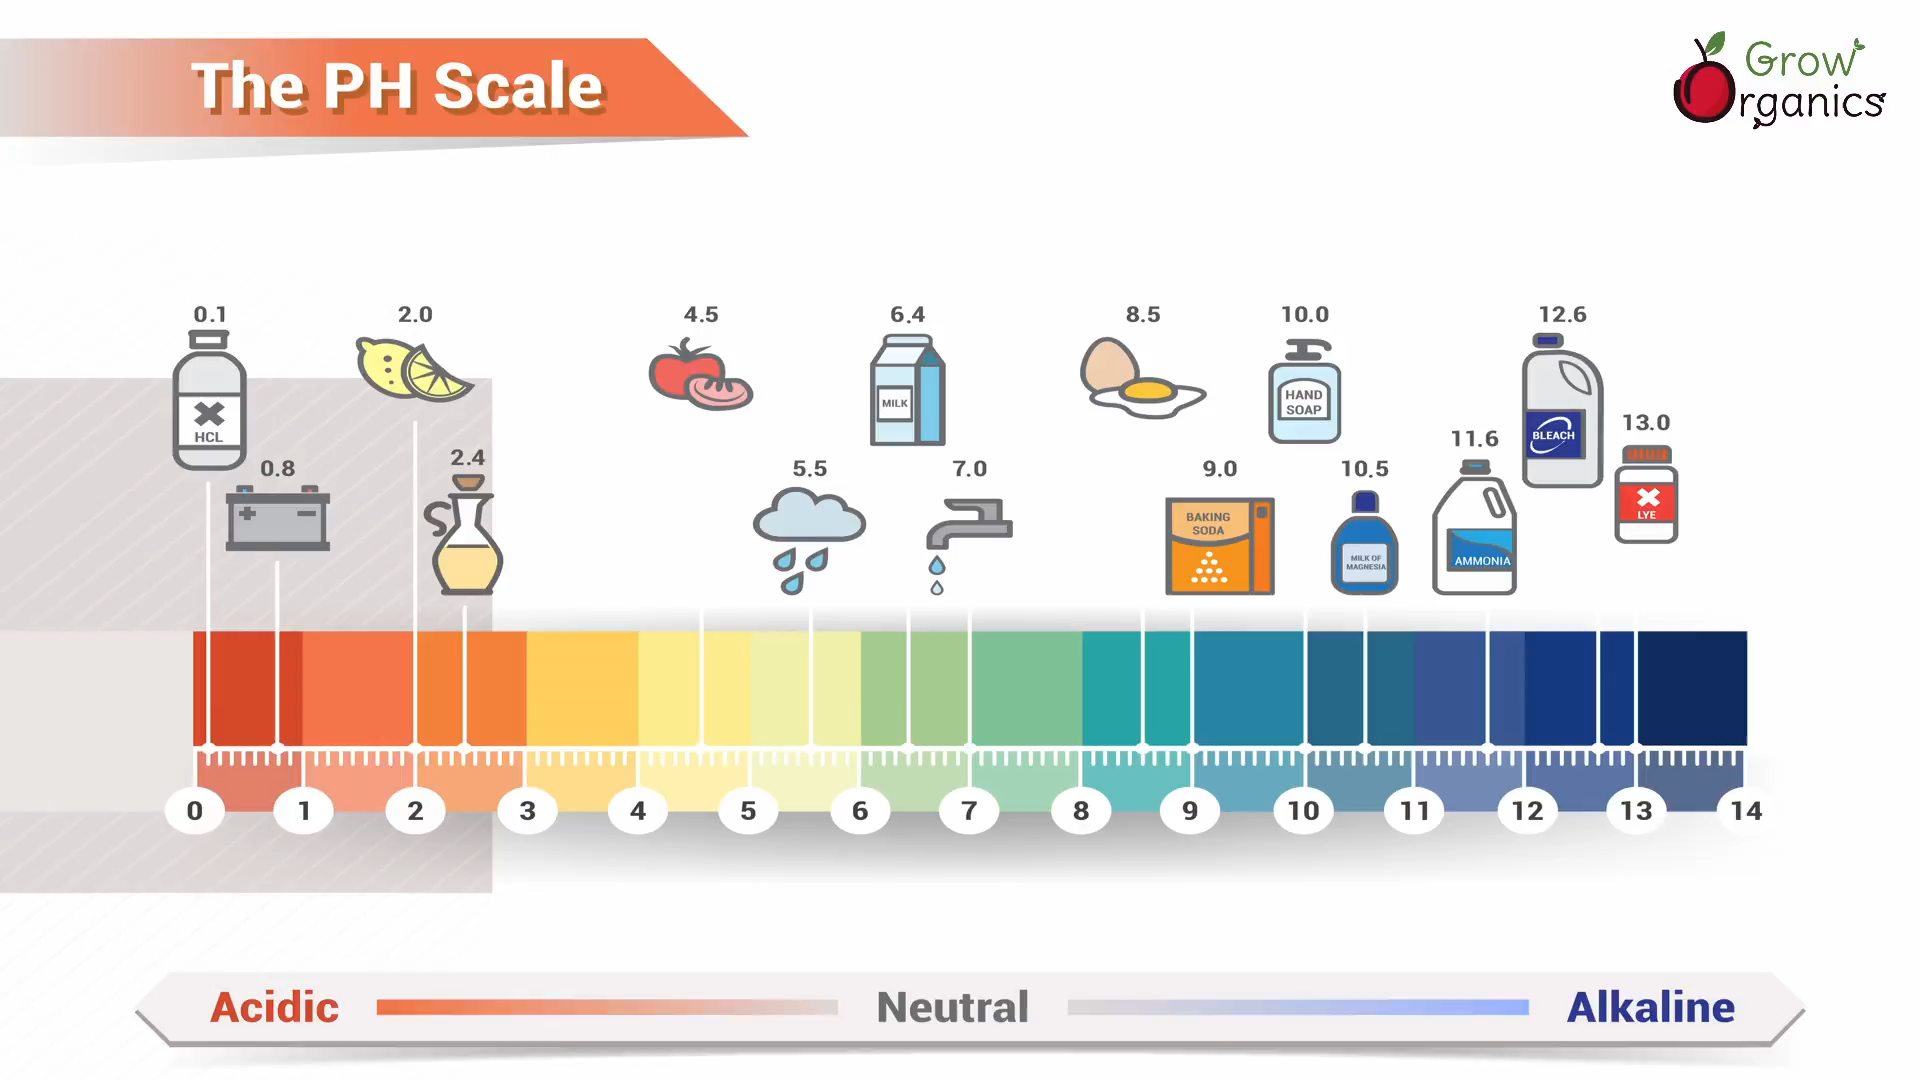 The PH Scale
Grow
Organics
0.1
2.0
4.5
6.4
8.5
10.0
12.6
HCL
0.8
2.4
5.5
MILK
7.0
9.0
HAND
SOAP
10.5
11.6
BLEACH
13.0
BAKING
SODA
MILK OF
MAGNESIA
AMMONIA
LYE
0 1 2 3 4 5 6 7 8 9 10 11 12 13 14
Acidic Neutral Alkaline